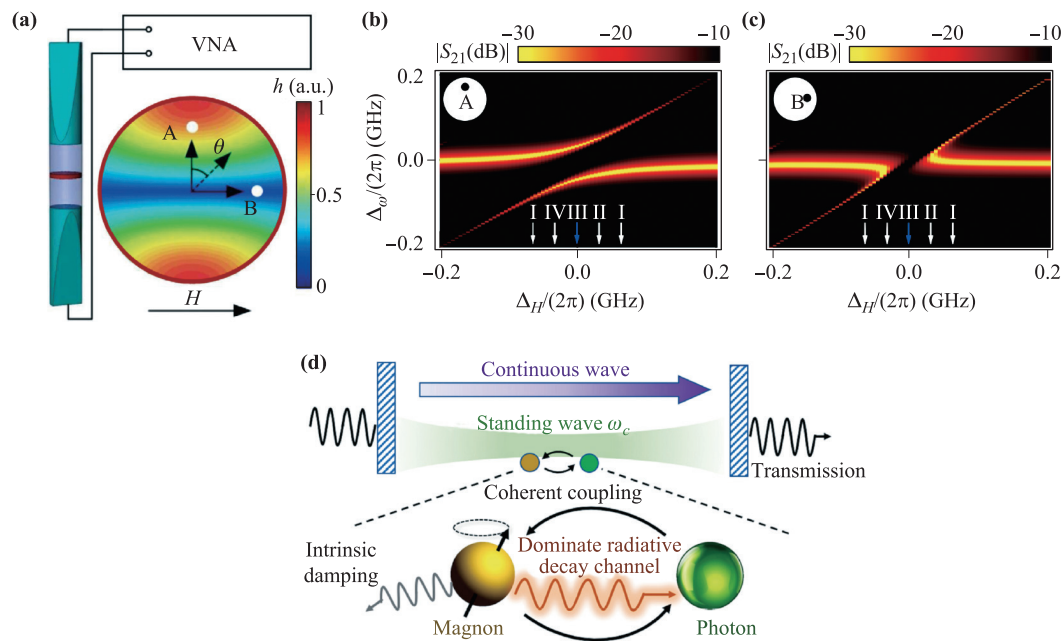 (a)
VNA
h (a.u.)
1
0.5
0
A
θ
B
H
(b)
|S21(dB)|
−30
−20
−10
0.2
0.0
−0.2
Δω/(2π) (GHz)
A
I IV III II I
−0.2
0.0
0.2
ΔH/(2π) (GHz)
(c)
|S21(dB)|
−30
−20
−10
B
I IV III II I
−0.2
0.0
0.2
ΔH/(2π) (GHz)
(d)
Continuous wave
Standing wave ωc
Transmission
Coherent coupling
Intrinsic
damping
Dominate radiative
decay channel
Magnon
Photon